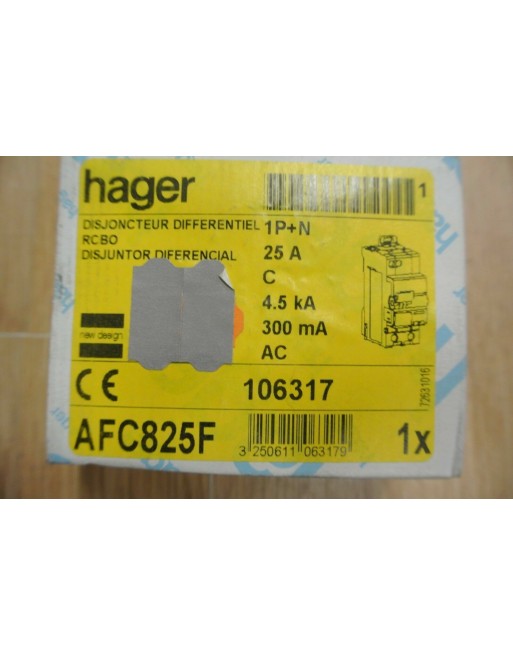 hager
1
DISJONCTEUR DIFFERENTIEL 1P+N
RCBO 25 A
DISJUNTOR DIFERENCIAL
C
4.5 kA
new design 300 mA
AC
CE 106317
72631016
AFC825F 1x
3 250611 063179
hager